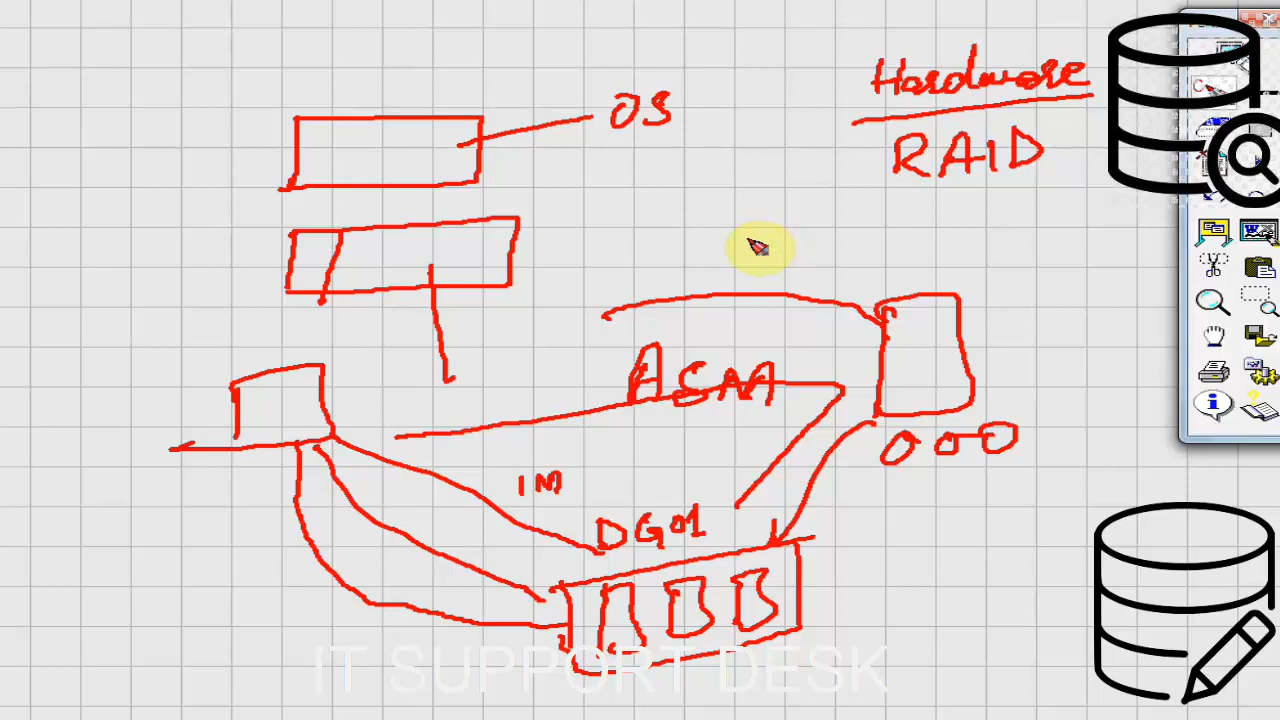 Hardware
OS
RAID
ASAA
000
1M
DG01
IT SUPPORT DESK